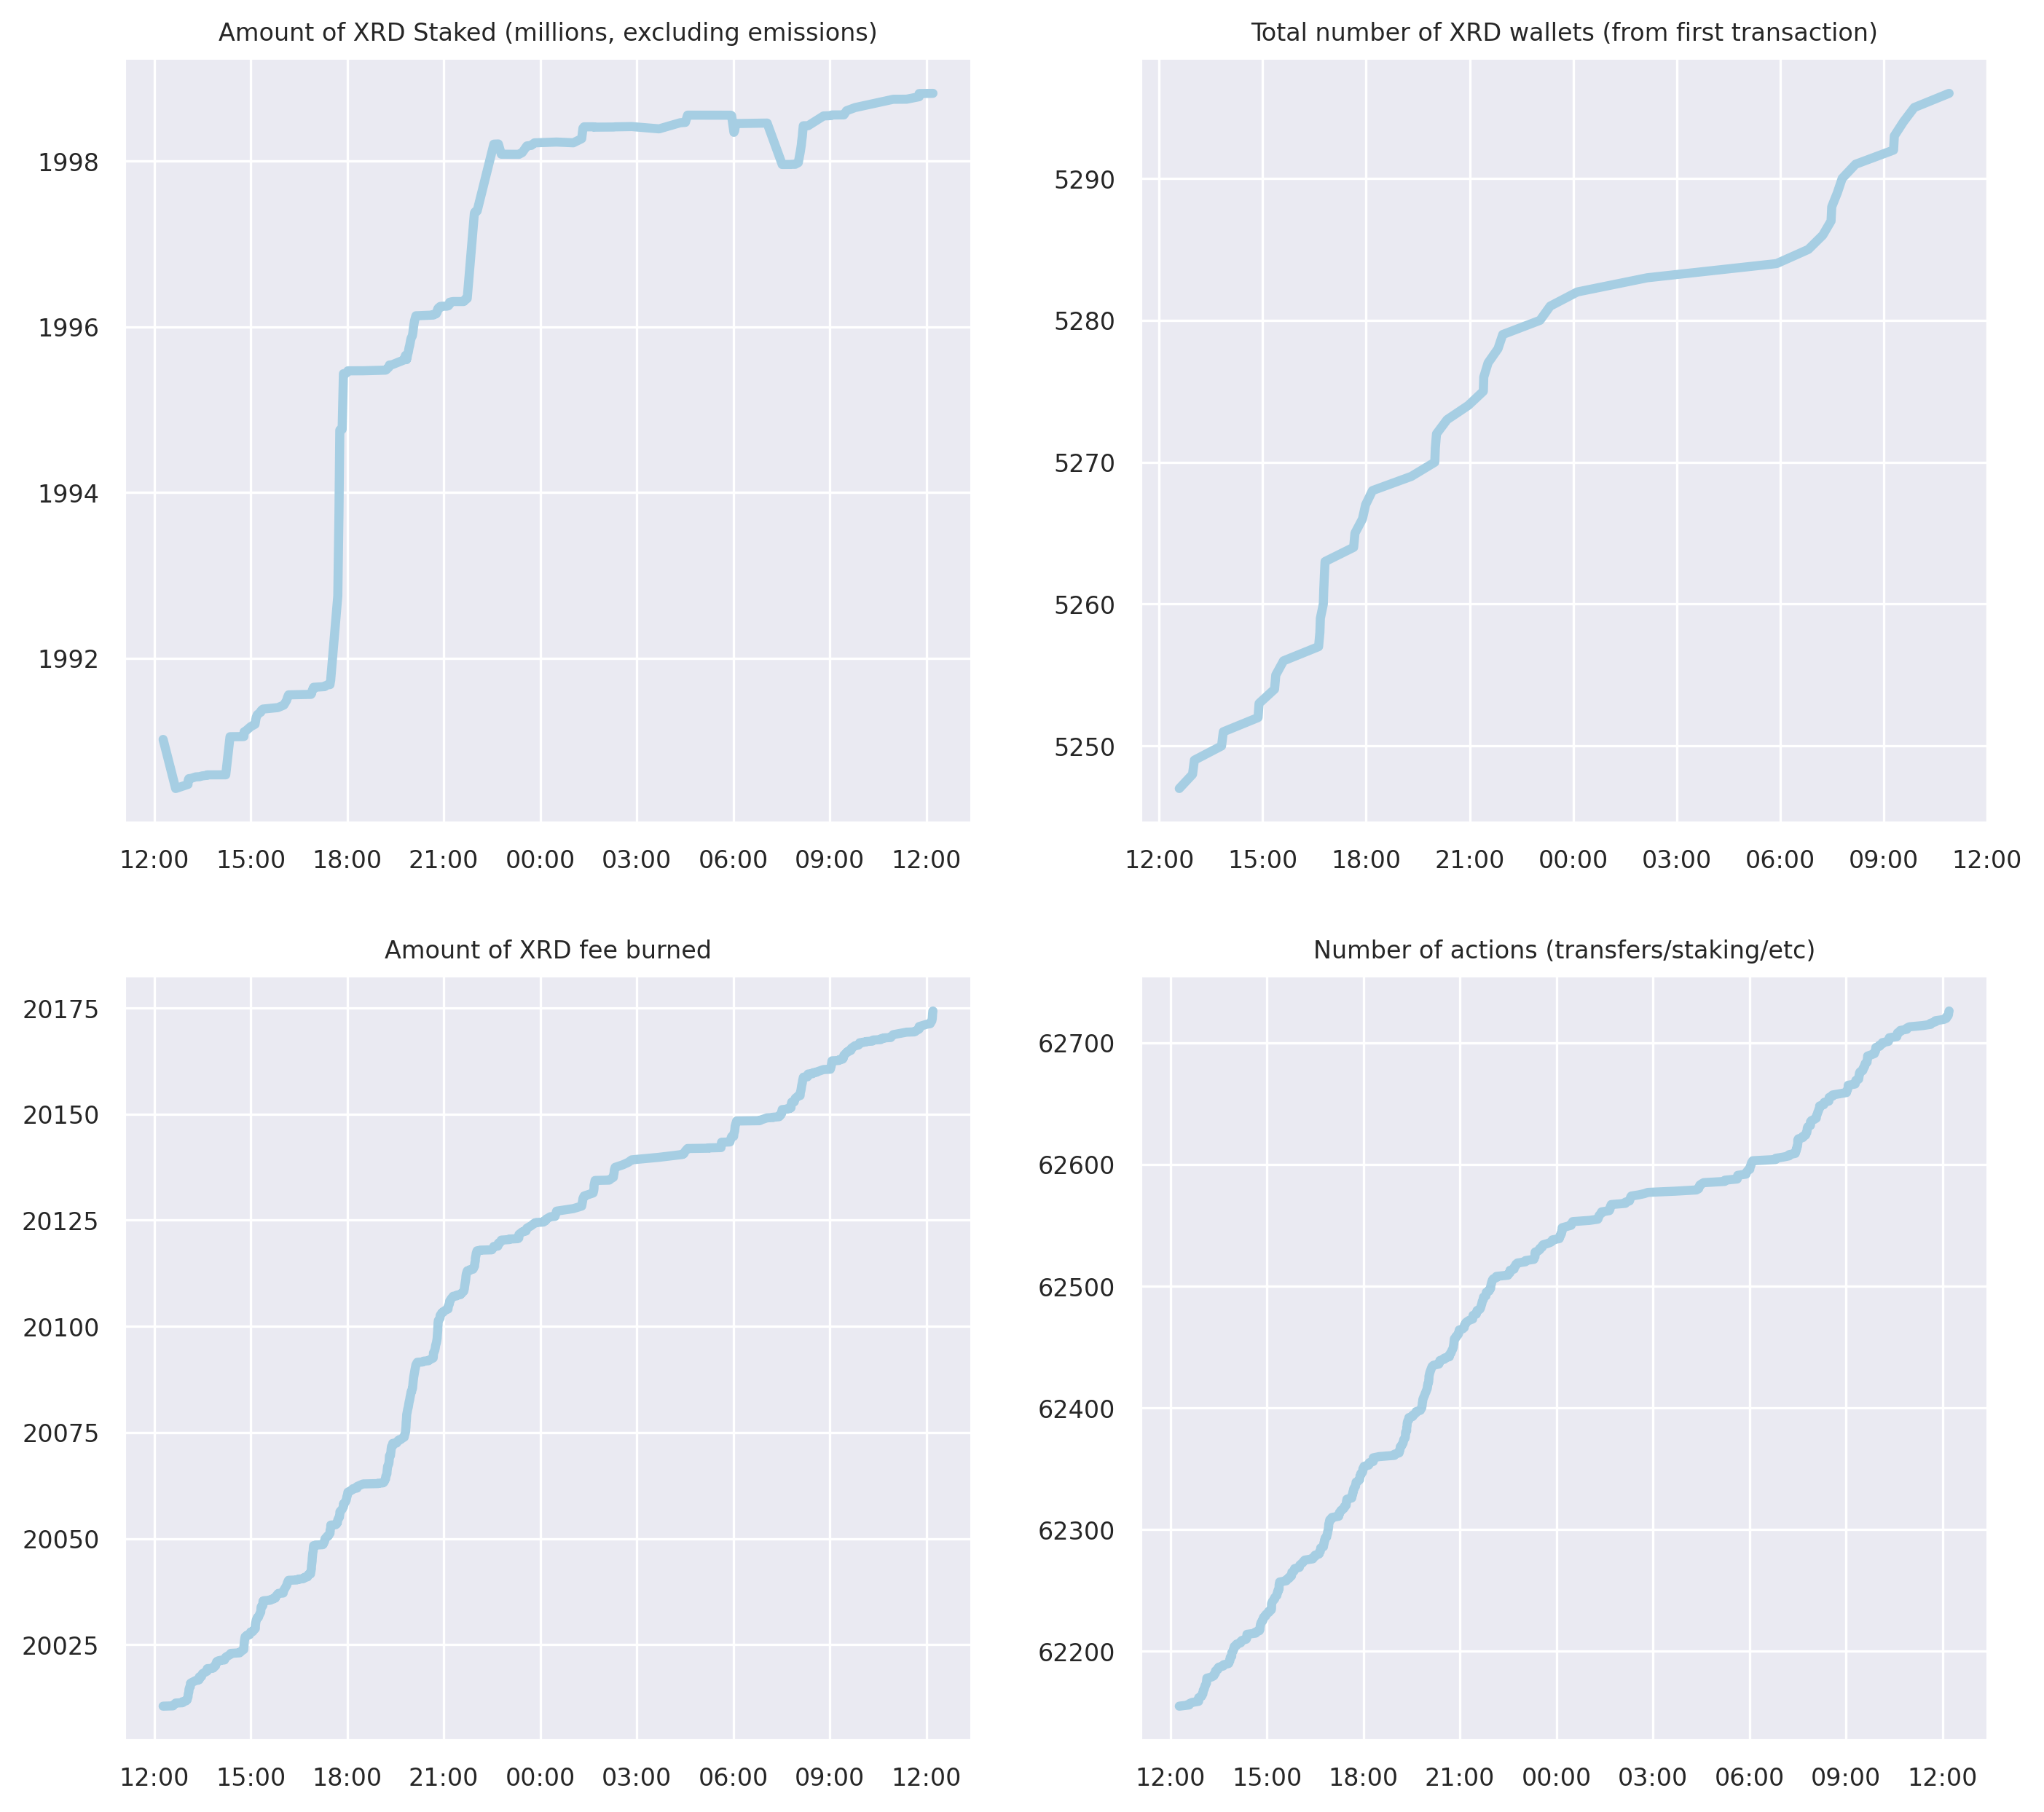 Amount of XRD Staked (millions, excluding emissions)
1998
1996
1994
1992
12:00 15:00 18:00 21:00 00:00 03:00 06:00 09:00 12:00
Total number of XRD wallets (from first transaction)
5290
5280
5270
5260
5250
12:00 15:00 18:00 21:00 00:00 03:00 06:00 09:00 12:00
Amount of XRD fee burned
20175
20150
20125
20100
20075
20050
20025
12:00 15:00 18:00 21:00 00:00 03:00 06:00 09:00 12:00
Number of actions (transfers/staking/etc)
62700
62600
62500
62400
62300
62200
12:00 15:00 18:00 21:00 00:00 03:00 06:00 09:00 12:00